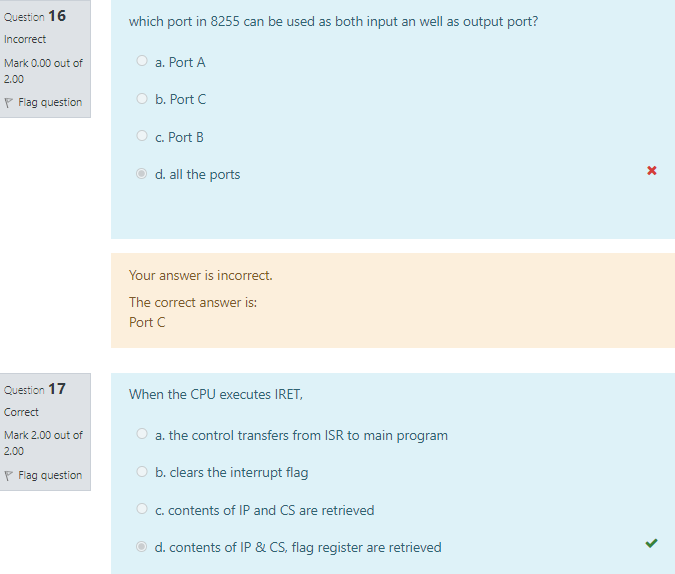 Question 16
Incorrect
Mark 0.00 out of
2.00
Flag question
which port in 8255 can be used as both input an well as output port?
a. Port A
b. Port C
c. Port B
d. all the ports
Your answer is incorrect.
The correct answer is:
Port C
Question 17
Correct
Mark 2.00 out of
2.00
Flag question
When the CPU executes IRET,
a. the control transfers from ISR to main program
b. clears the interrupt flag
c. contents of IP and CS are retrieved
d. contents of IP & CS, flag register are retrieved